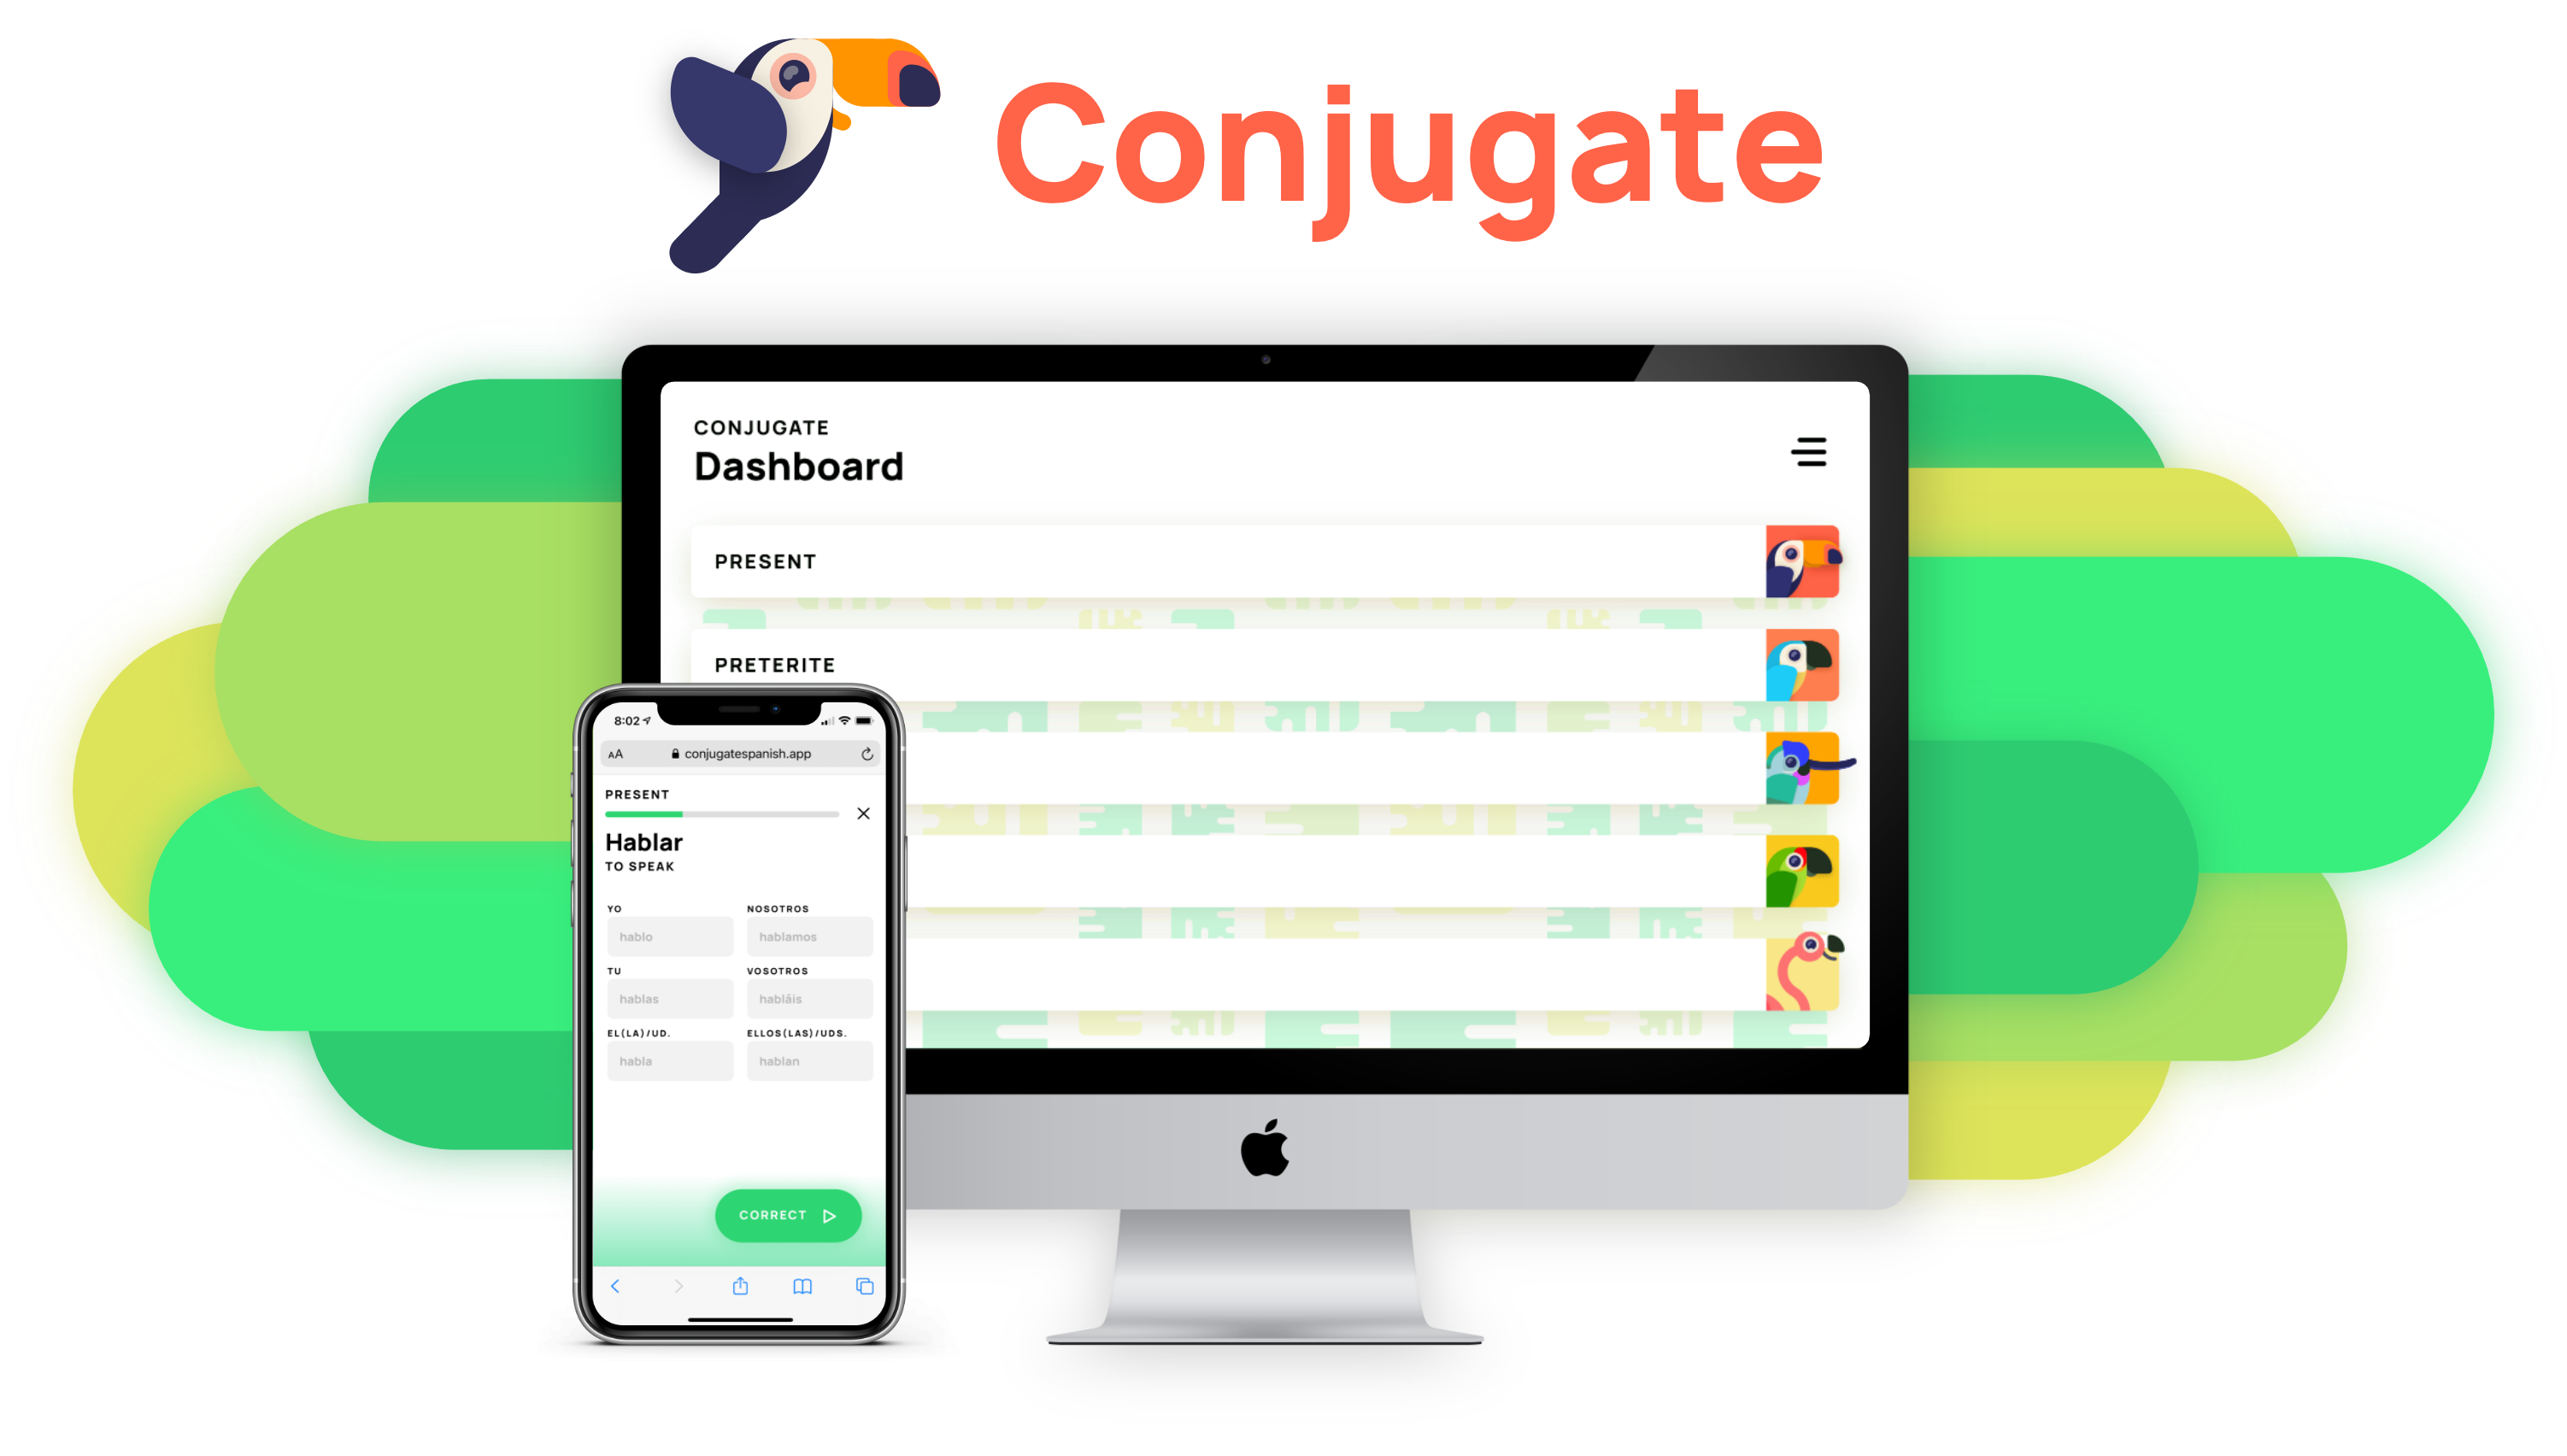 Conjugate
CONJUGATE
Dashboard
PRESENT
PRETERITE
8:02
AA conjugatespanish.app
PRESENT
Hablar
TO SPEAK
YO NOSOTROS
hablo hablamos
TU VOSOTROS
hablas habláis
EL(LA)/UD. ELLOS(LAS)/UDS.
habla hablan
CORRECT